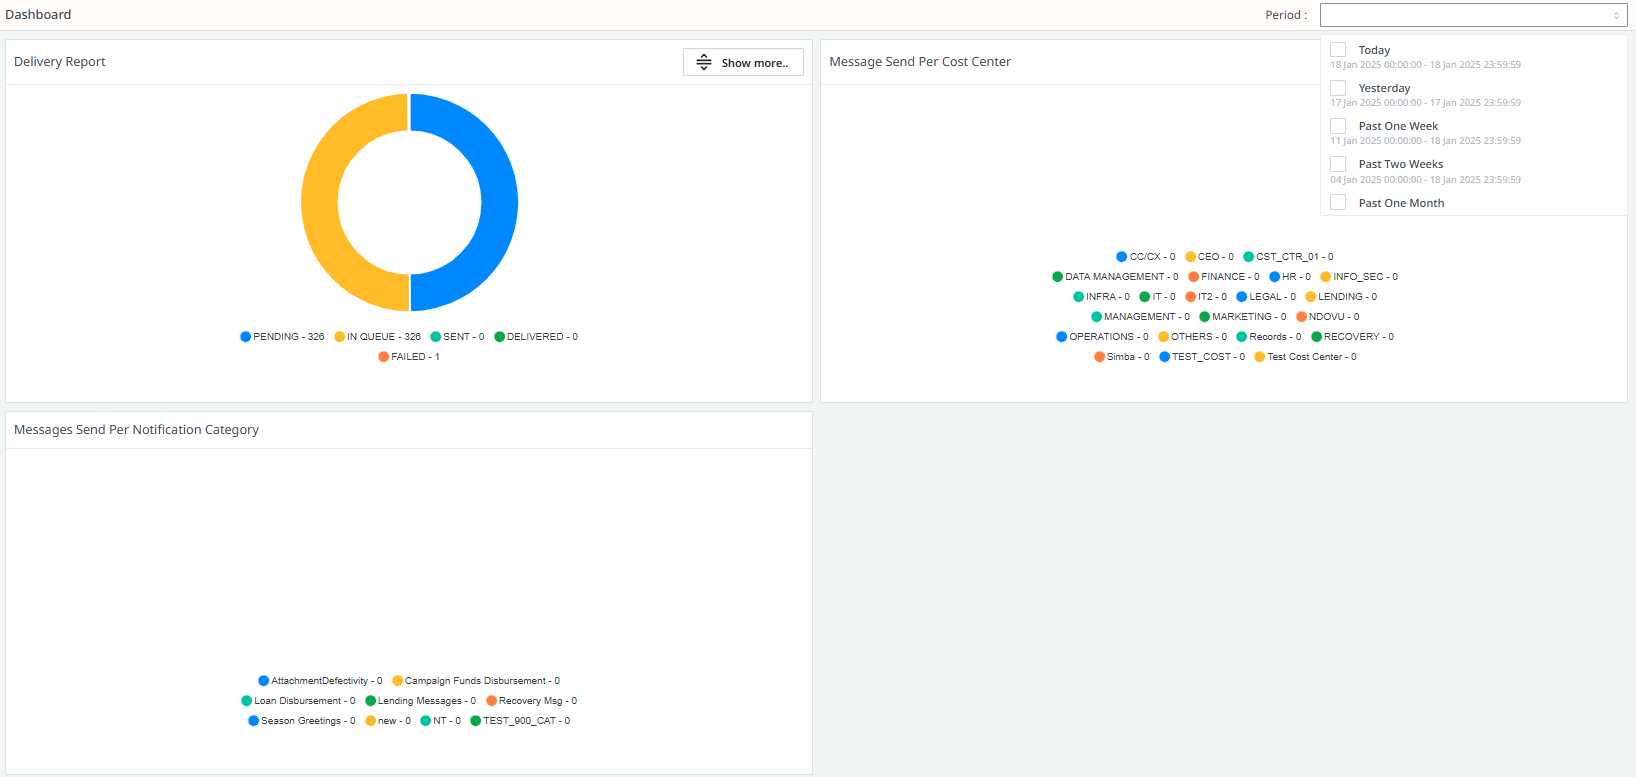 Dashboard
Period :
Delivery Report
Show more..
PENDING - 326 IN QUEUE - 326 SENT - 0 DELIVERED - 0
FAILED - 1
Message Send Per Cost Center
Today
18 Jan 2025 00:00:00 - 18 Jan 2025 23:59:59
Yesterday
17 Jan 2025 00:00:00 - 17 Jan 2025 23:59:59
Past One Week
11 Jan 2025 00:00:00 - 18 Jan 2025 23:59:59
Past Two Weeks
04 Jan 2025 00:00:00 - 18 Jan 2025 23:59:59
Past One Month
CC/CX - 0 CEO - 0 CST_CTR_01 - 0
DATA MANAGEMENT - 0 FINANCE - 0 HR - 0 INFO_SEC - 0
INFRA - 0 IT - 0 IT2 - 0 LEGAL - 0 LENDING - 0
MANAGEMENT - 0 MARKETING - 0 NDOVU - 0
OPERATIONS - 0 OTHERS - 0 Records - 0 RECOVERY - 0
Simba - 0 TEST_COST - 0 Test Cost Center - 0
Messages Send Per Notification Category
AttachmentDefectivity - 0 Campaign Funds Disbursement - 0
Loan Disbursement - 0 Lending Messages - 0 Recovery Msg - 0
Season Greetings - 0 new - 0 NT - 0 TEST_900_CAT - 0